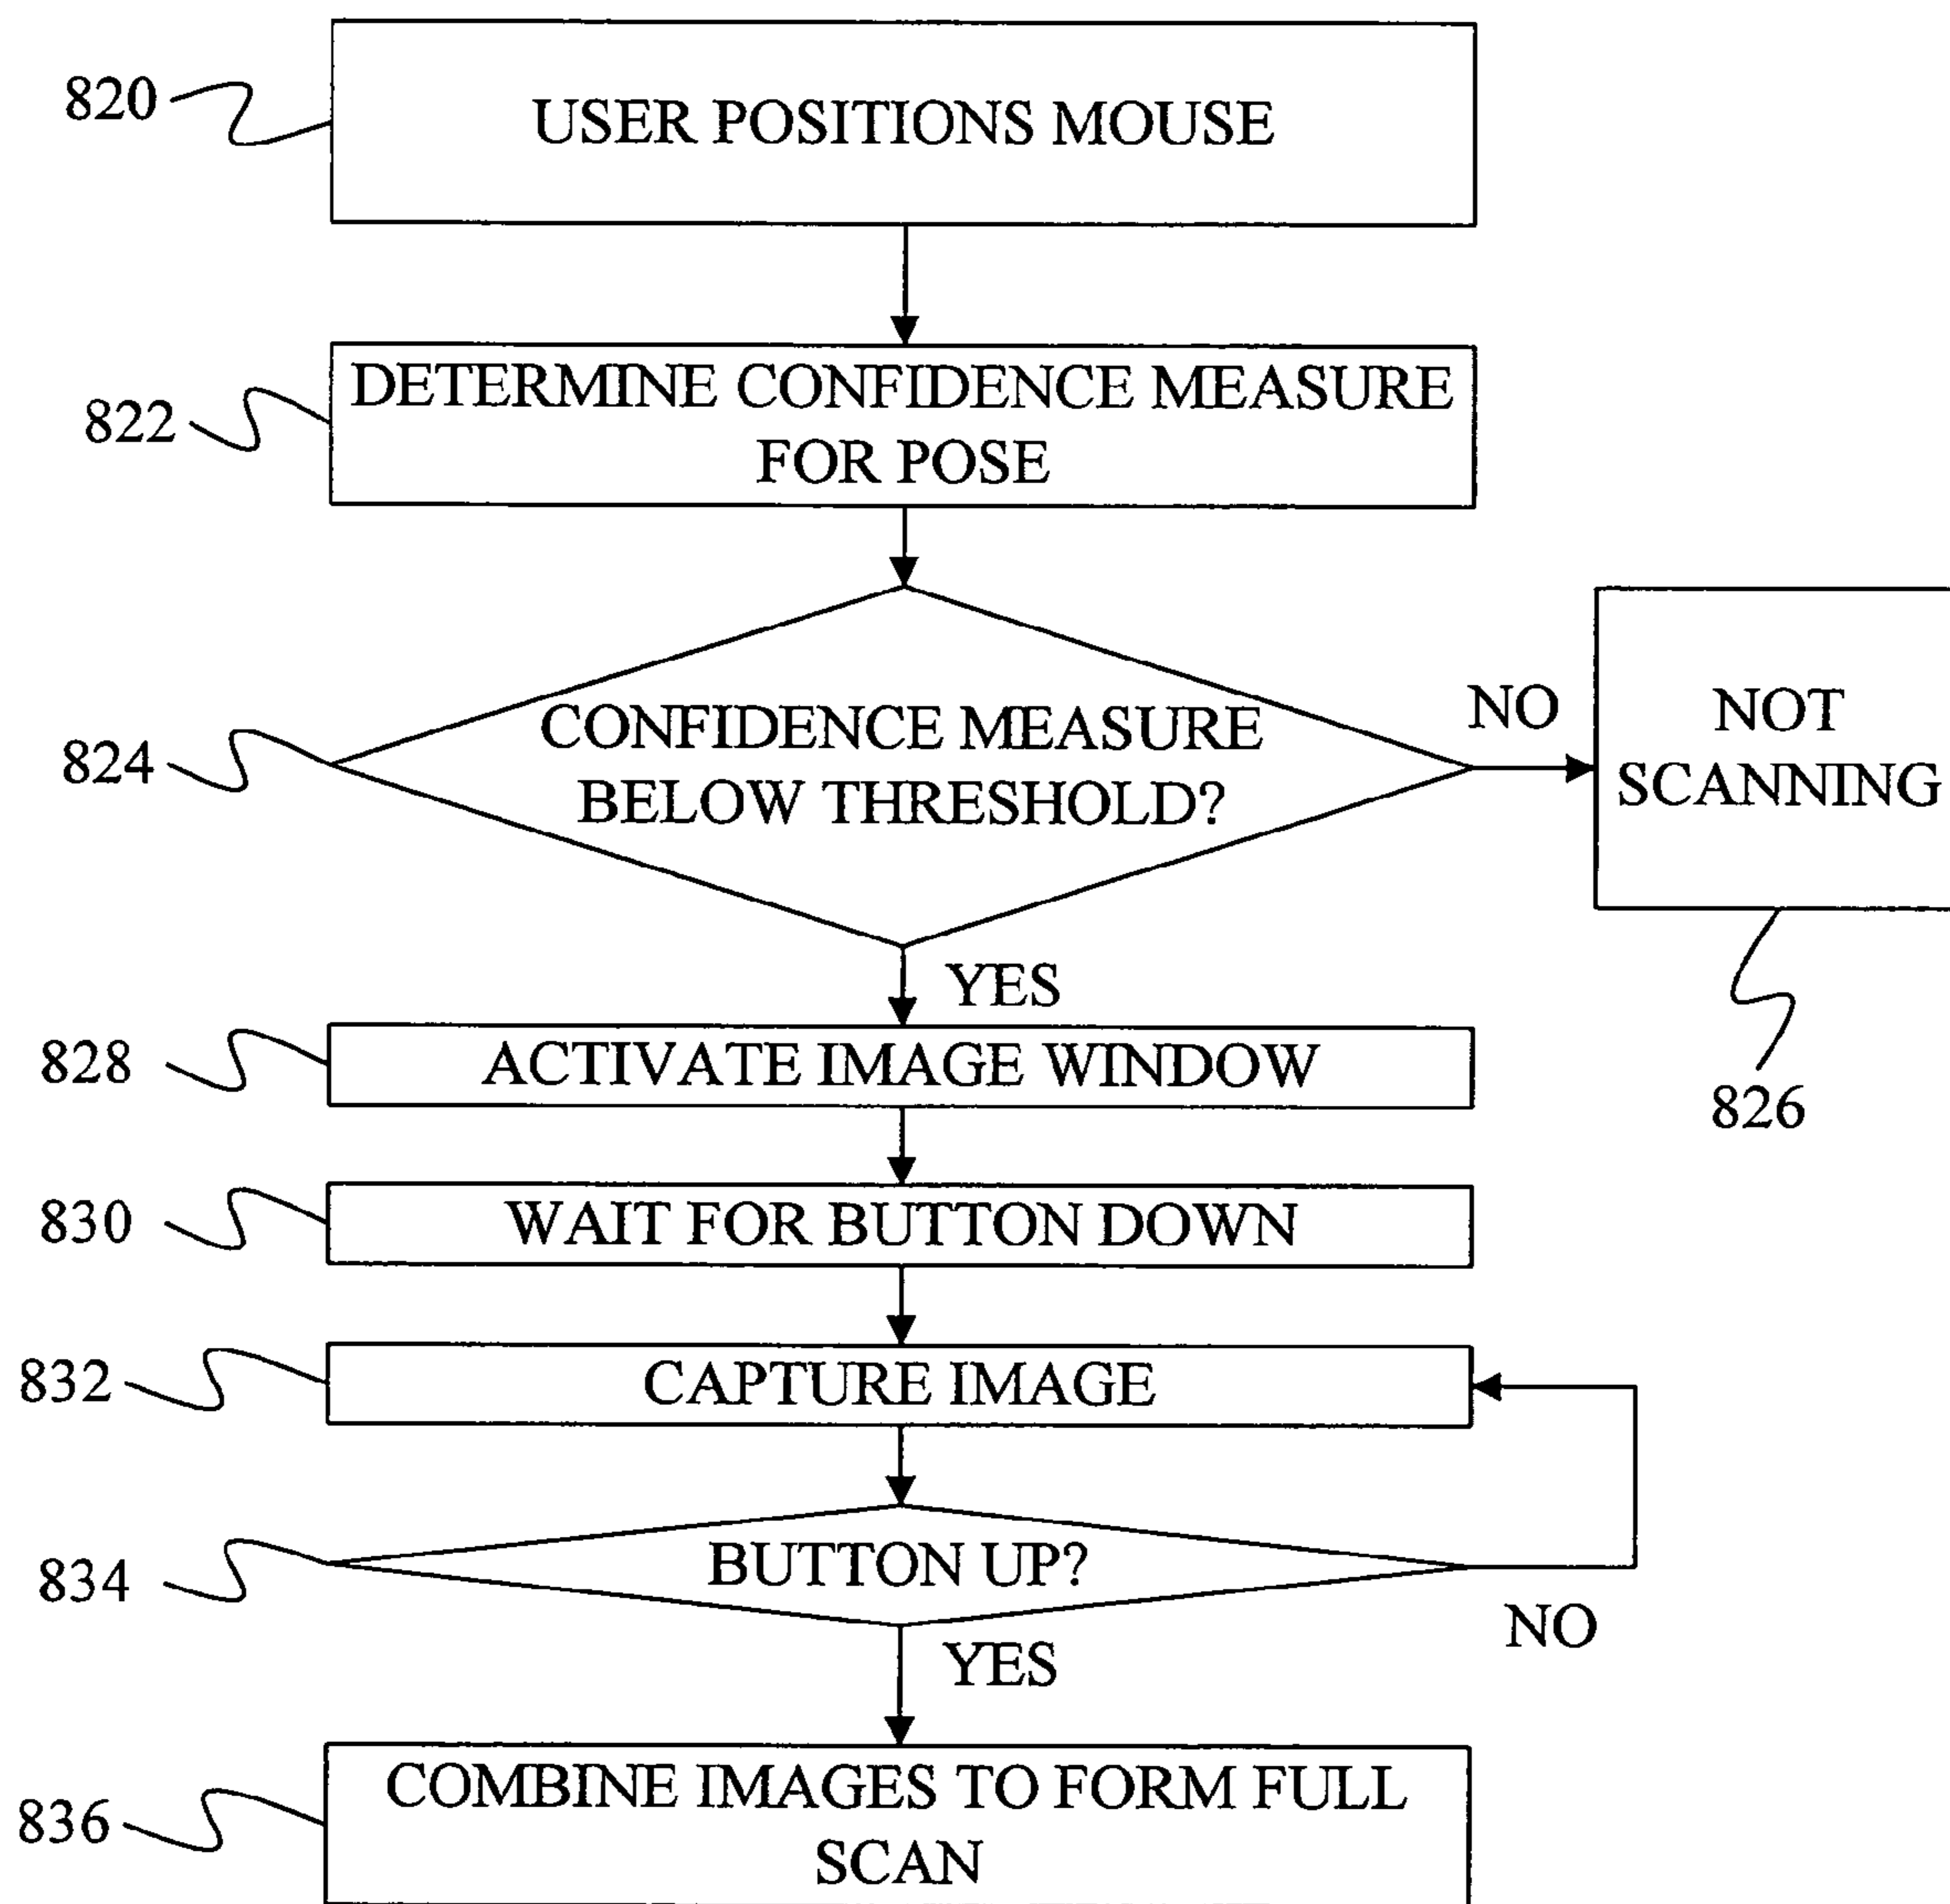 820
USER POSITIONS MOUSE
822
DETERMINE CONFIDENCE MEASURE
FOR POSE
824
CONFIDENCE MEASURE
BELOW THRESHOLD?
NO
NOT
SCANNING
826
YES
828
ACTIVATE IMAGE WINDOW
830
WAIT FOR BUTTON DOWN
832
CAPTURE IMAGE
834
BUTTON UP?
NO
YES
836
COMBINE IMAGES TO FORM FULL
SCAN